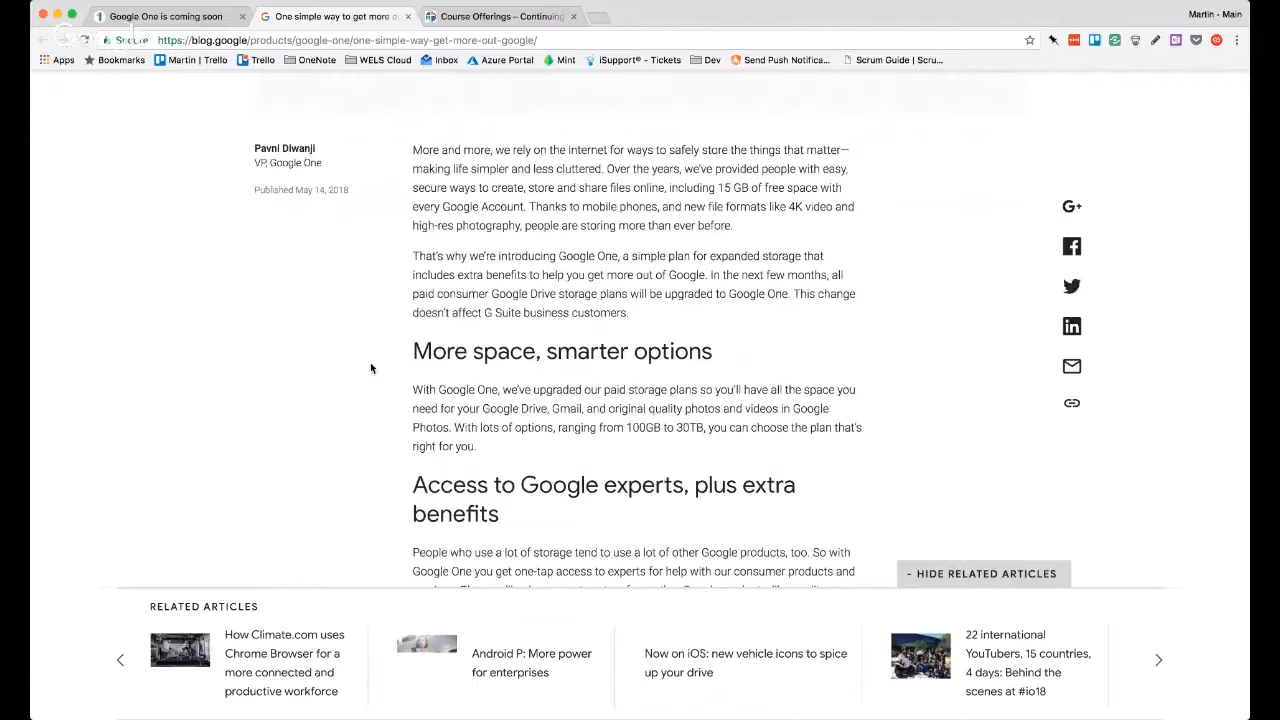 Google One is coming soon
One simple way to get more o
Course Offerings – Continuing
Martin - Main
Secure
https://blog.google/products/google-one/one-simple-way-get-more-out-google/
Apps
Bookmarks
Martin | Trello
Trello
OneNote
WELS Cloud
Inbox
Azure Portal
Mint
iSupport® - Tickets
Dev
Send Push Notifica...
Scrum Guide | Scru...
Pavni Diwanji
VP, Google One
Published May 14, 2018
More and more, we rely on the internet for ways to safely store the things that matter—
making life simpler and less cluttered. Over the years, we've provided people with easy,
secure ways to create, store and share files online, including 15 GB of free space with
every Google Account. Thanks to mobile phones, and new file formats like 4K video and
high-res photography, people are storing more than ever before.
That's why we're introducing Google One, a simple plan for expanded storage that
includes extra benefits to help you get more out of Google. In the next few months, all
paid consumer Google Drive storage plans will be upgraded to Google One. This change
doesn't affect G Suite business customers.
More space, smarter options
With Google One, we've upgraded our paid storage plans so you'll have all the space you
need for your Google Drive, Gmail, and original quality photos and videos in Google
Photos. With lots of options, ranging from 100GB to 30TB, you can choose the plan that's
right for you.
Access to Google experts, plus extra
benefits
People who use a lot of storage tend to use a lot of other Google products, too. So with
Google One you get one-tap access to experts for help with our consumer products and
- HIDE RELATED ARTICLES
RELATED ARTICLES
How Climate.com uses
Chrome Browser for a
more connected and
productive workforce
Android P: More power
for enterprises
Now on iOS: new vehicle icons to spice
up your drive
22 international
YouTubers, 15 countries,
4 days: Behind the
scenes at #io18